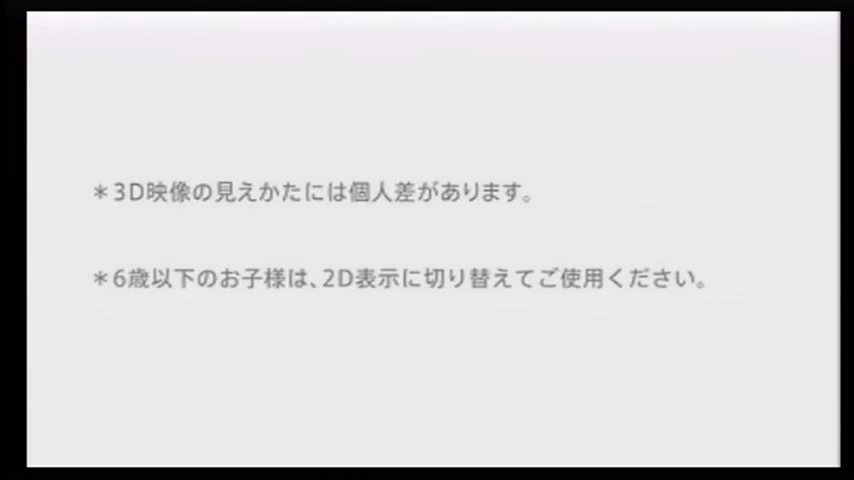 ＊3D映像の見えかたには個人差があります。
＊6歳以下のお子様は、2D表示に切り替えてご使用ください。